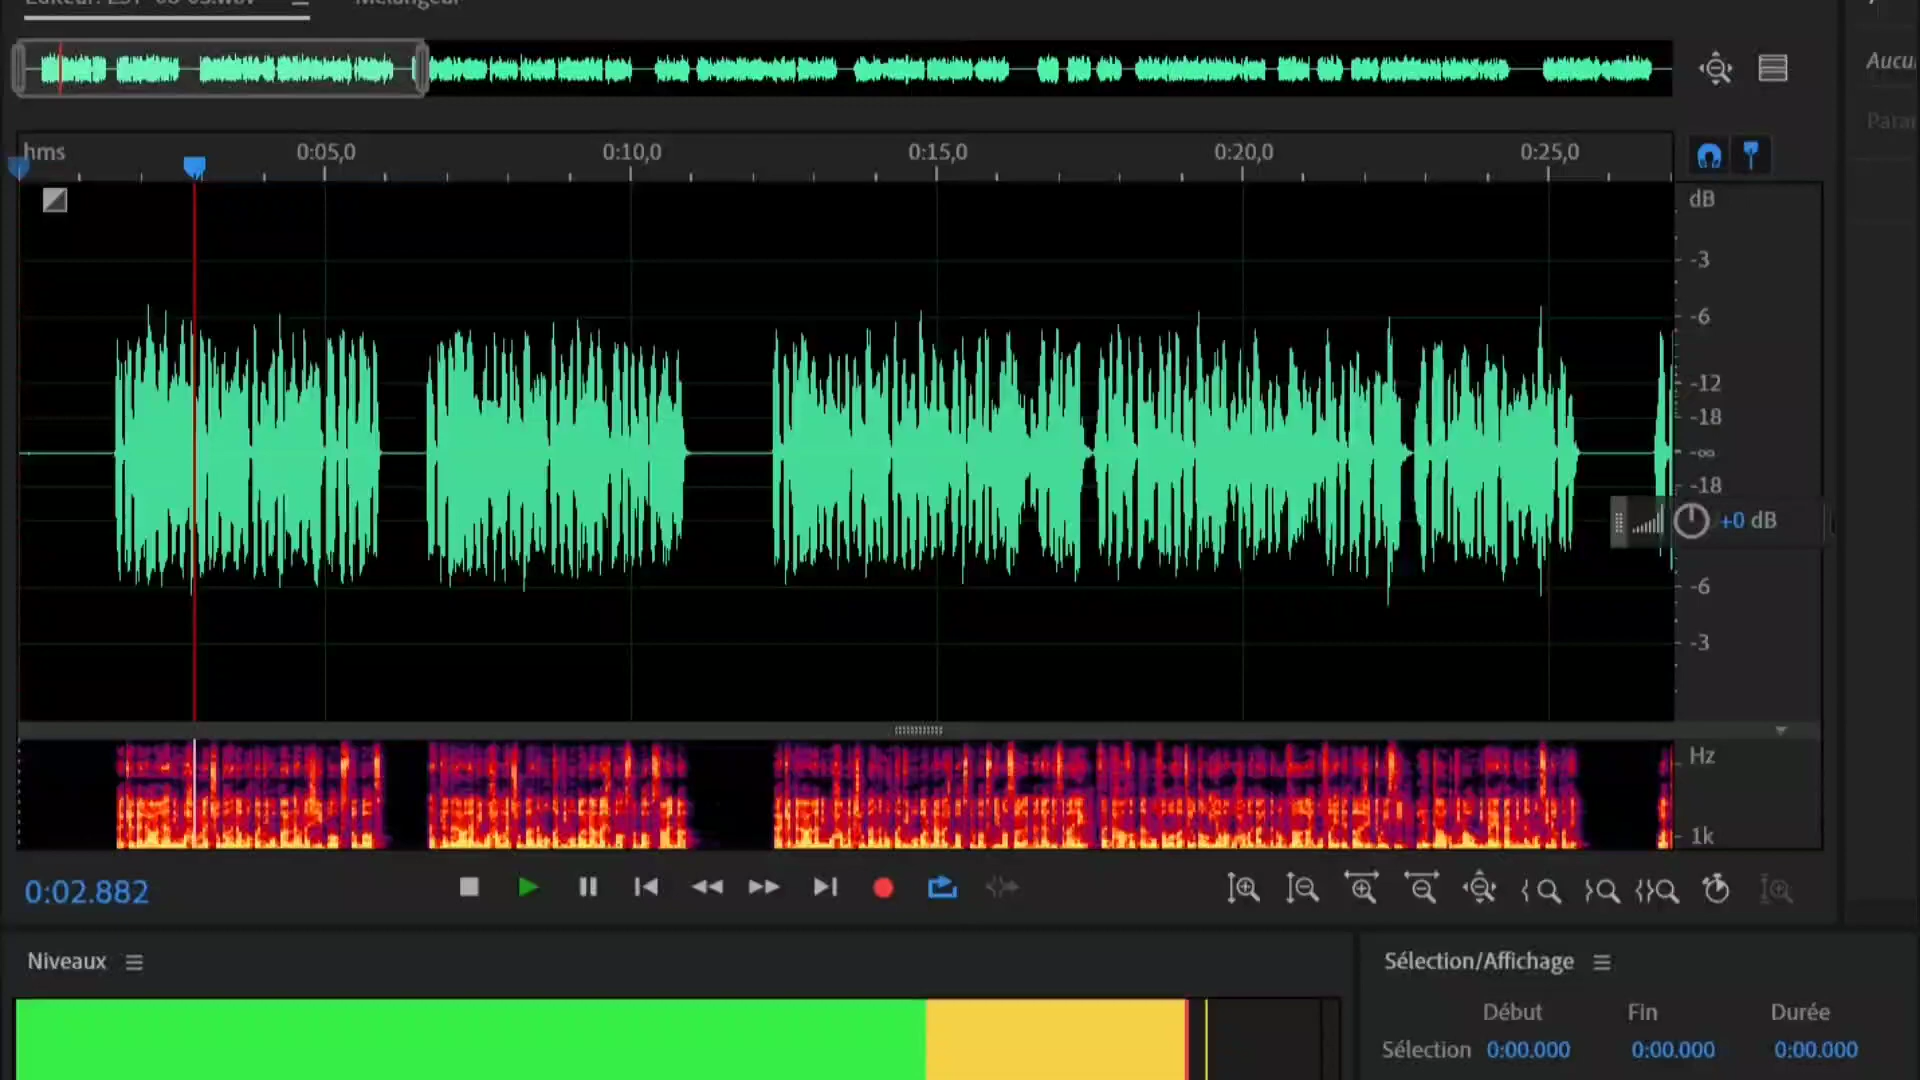 hms
0:05,0
0:10,0
0:15,0
0:20,0
0:25,0
Aucu
Para
dB
-3
-6
-12
-18
-∞
-18
+0 dB
-6
-3
Hz
1k
0:02.882
Niveaux
Sélection/Affichage
Début Fin Durée
Sélection 0:00.000 0:00.000 0:00.000